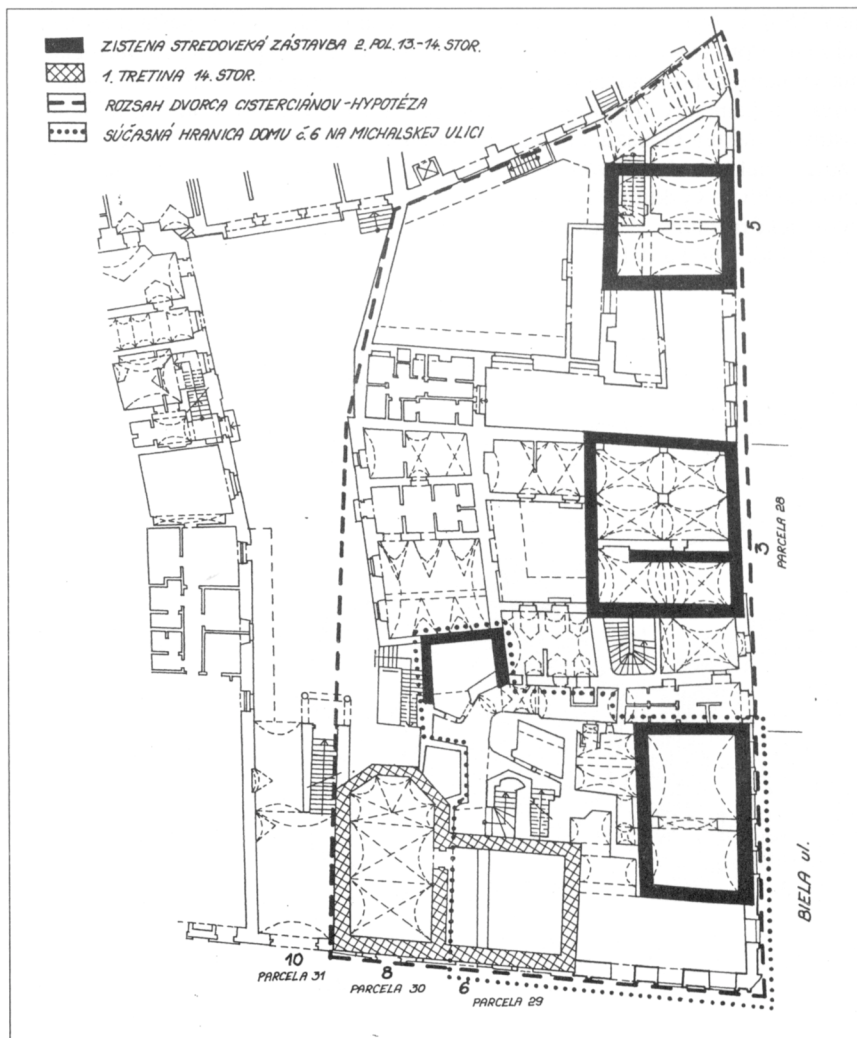 ZISTENA STREDOVEKÁ ZÁSTAVBA 2. POL. 13.-14. STOR.
1. TRETINA 14. STOR.
ROZSAH DVORCA CISTERCIÁNOV-HYPOTÉZA
SÚČASNÁ HRANICA DOMU č. 6 NA MICHALSKEJ ULICI
5
3
PARCELA 28
BIELA ul.
10
PARCELA 31
8
PARCELA 30
6
PARCELA 29